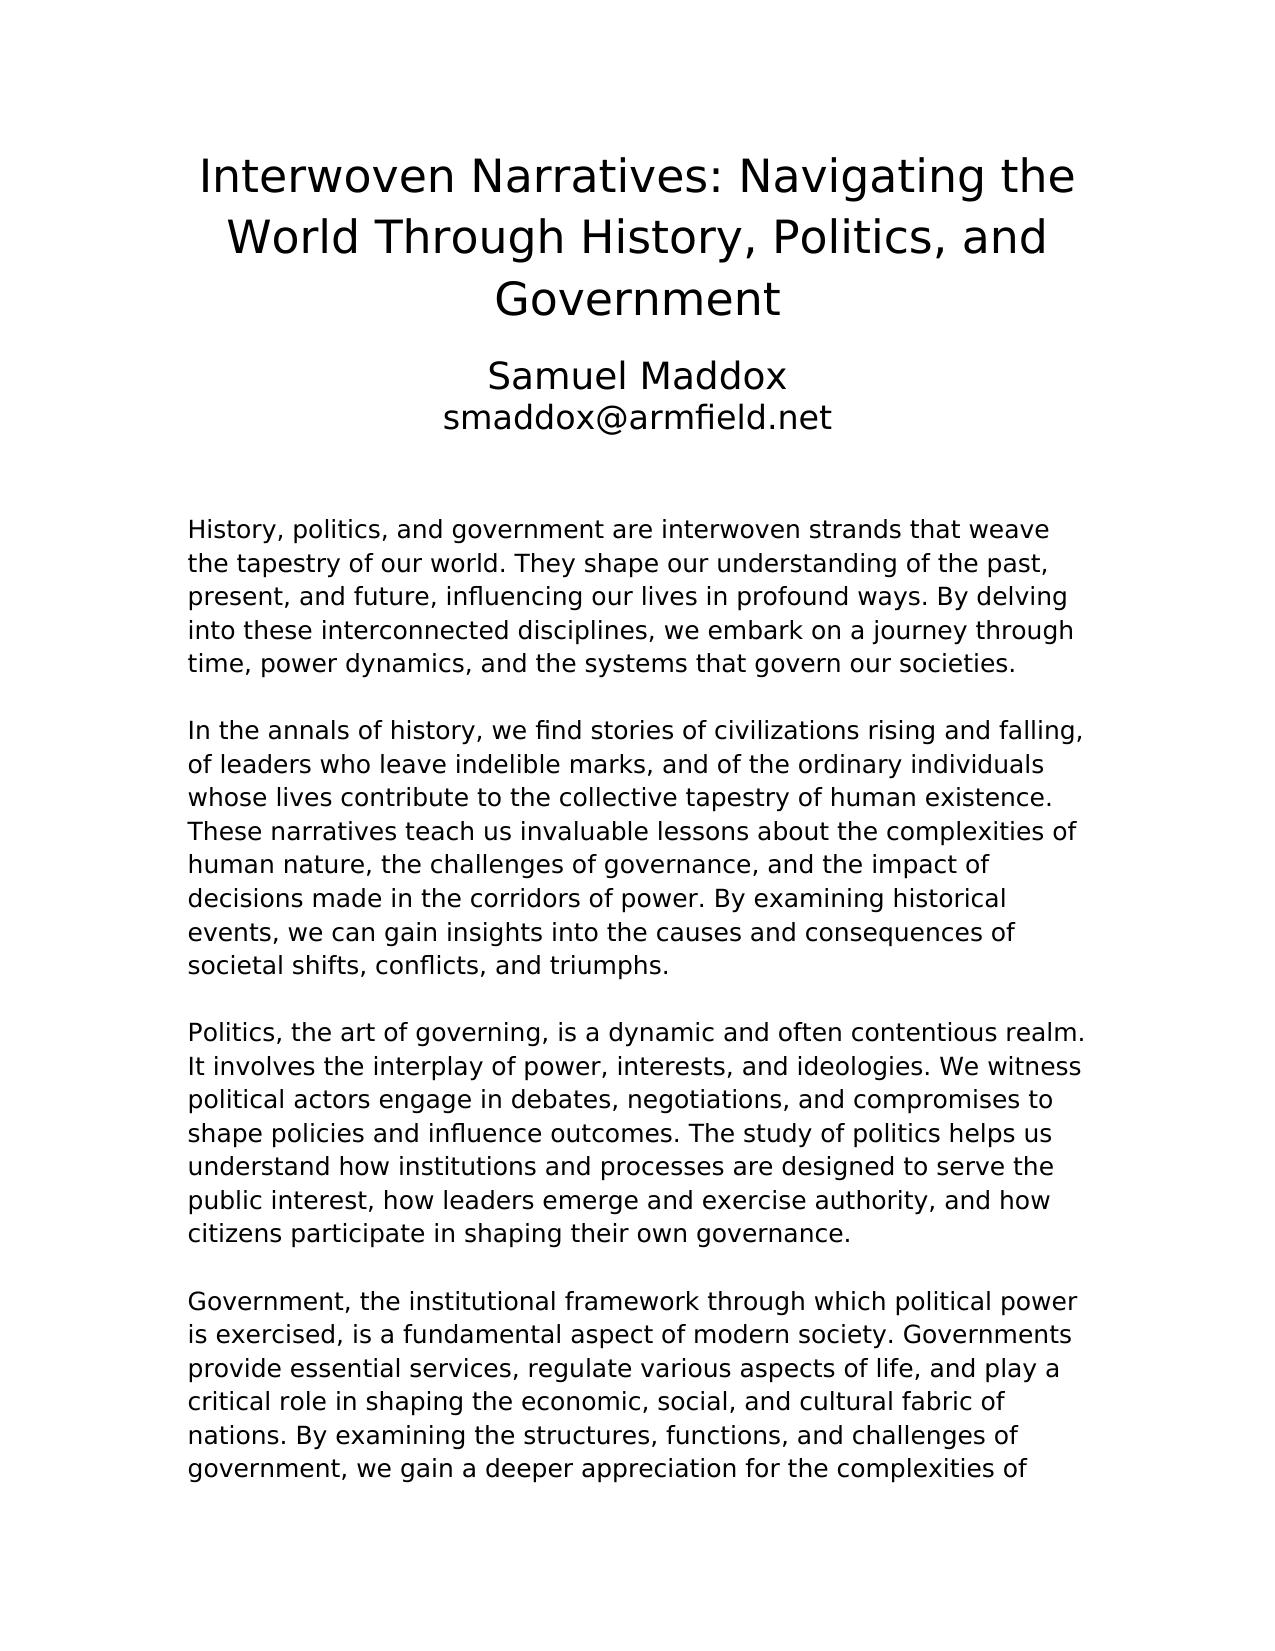 Interwoven Narratives: Navigating the
World Through History, Politics, and
Government
Samuel Maddox
smaddox@armfield.net
History, politics, and government are interwoven strands that weave
the tapestry of our world. They shape our understanding of the past,
present, and future, influencing our lives in profound ways. By delving
into these interconnected disciplines, we embark on a journey through
time, power dynamics, and the systems that govern our societies.
In the annals of history, we find stories of civilizations rising and falling,
of leaders who leave indelible marks, and of the ordinary individuals
whose lives contribute to the collective tapestry of human existence.
These narratives teach us invaluable lessons about the complexities of
human nature, the challenges of governance, and the impact of
decisions made in the corridors of power. By examining historical
events, we can gain insights into the causes and consequences of
societal shifts, conflicts, and triumphs.
Politics, the art of governing, is a dynamic and often contentious realm.
It involves the interplay of power, interests, and ideologies. We witness
political actors engage in debates, negotiations, and compromises to
shape policies and influence outcomes. The study of politics helps us
understand how institutions and processes are designed to serve the
public interest, how leaders emerge and exercise authority, and how
citizens participate in shaping their own governance.
Government, the institutional framework through which political power
is exercised, is a fundamental aspect of modern society. Governments
provide essential services, regulate various aspects of life, and play a
critical role in shaping the economic, social, and cultural fabric of
nations. By examining the structures, functions, and challenges of
government, we gain a deeper appreciation for the complexities of